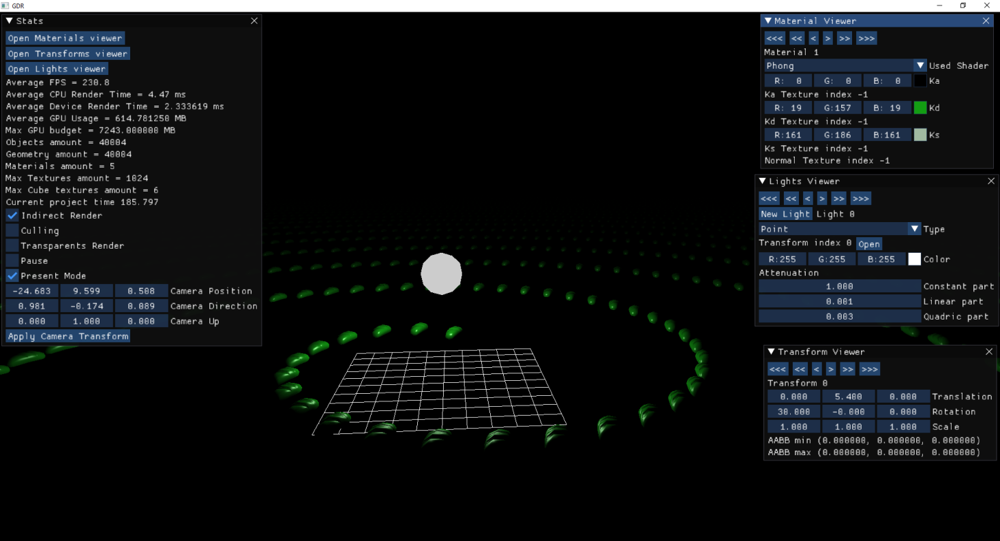 GDR
Stats
Open Materials viewer
Open Transforms viewer
Open Lights viewer
Average FPS = 230.8
Average CPU Render Time = 4.47 ms
Average Device Render Time = 2.333619 ms
Average GPU Usage = 614.781250 MB
Max GPU budget = 7243.000000 MB
Objects amount = 40004
Geometry amount = 40004
Materials amount = 5
Max Textures amount = 1024
Max Cube textures amount = 6
Current project time 185.797
Indirect Render
Culling
Transparents Render
Pause
Present Mode
-24.683 9.599 0.508 Camera Position
0.981 -0.174 0.089 Camera Direction
0.000 1.000 0.000 Camera Up
Apply Camera Transform
Material Viewer
<<< << < > >> >>>
Material 1
Phong Used Shader
R: 0 G: 0 B: 0 Ka
Ka Texture index -1
R: 19 G:157 B: 19 Kd
Kd Texture index -1
R:161 G:186 B:161 Ks
Ks Texture index -1
Normal Texture index -1
Lights Viewer
<<< << < > >> >>>
New Light Light 0
Point Type
Transform index 0 Open
R:255 G:255 B:255 Color
Attenuation
1.000 Constant part
0.001 Linear part
0.003 Quadric part
Transform Viewer
<<< << < > >> >>>
Transform 0
0.000 5.400 0.000 Translation
30.000 -0.000 0.000 Rotation
1.000 1.000 1.000 Scale
AABB min (0.000000, 0.000000, 0.000000)
AABB max (0.000000, 0.000000, 0.000000)